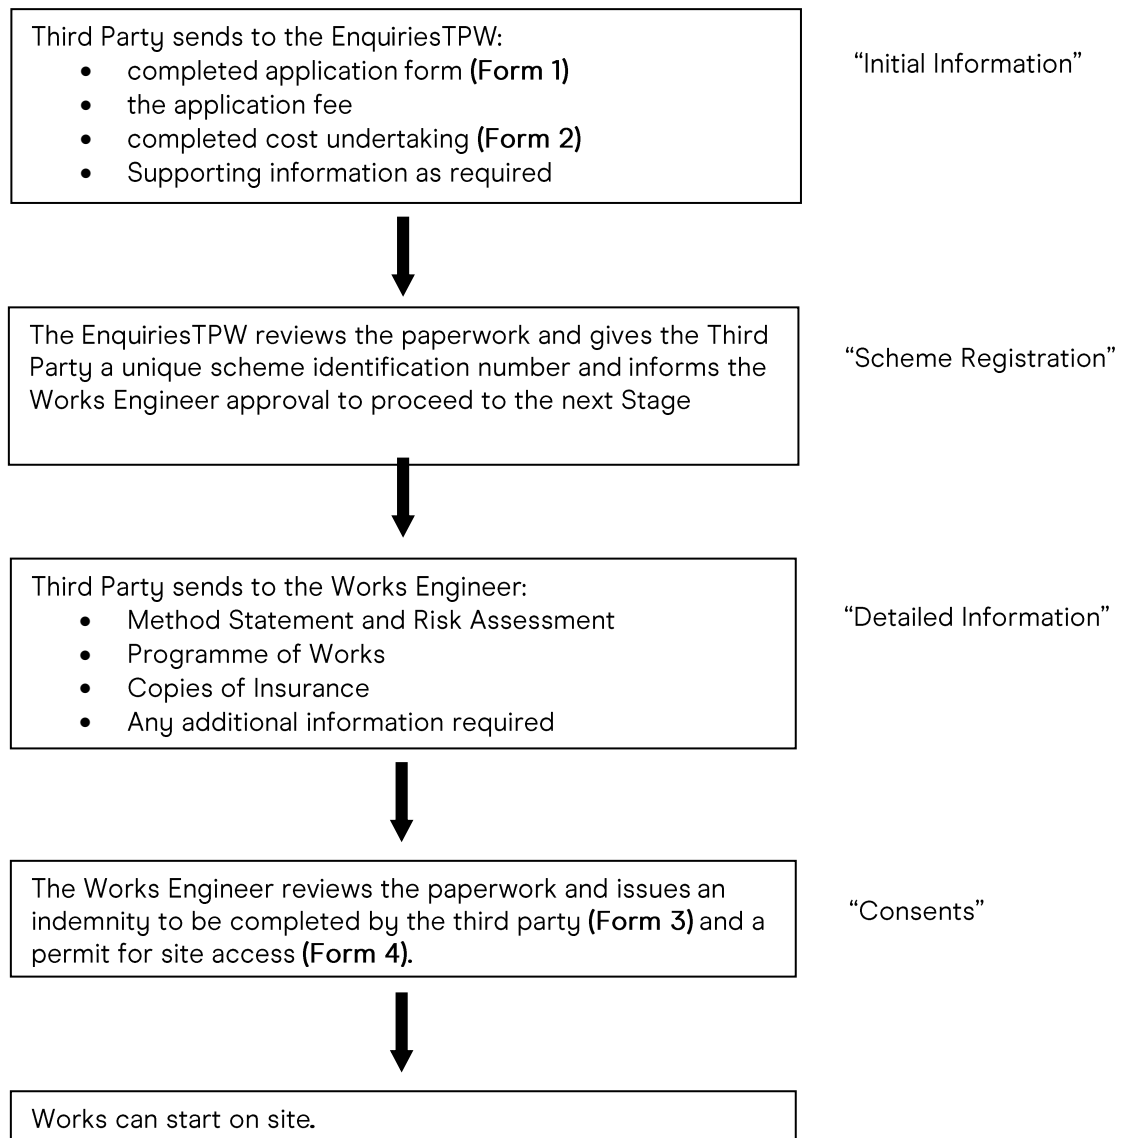 Third Party sends to the EnquiriesTPW:
• completed application form (Form 1)
• the application fee
• completed cost undertaking (Form 2)
• Supporting information as required
“Initial Information”
The EnquiriesTPW reviews the paperwork and gives the Third
Party a unique scheme identification number and informs the
Works Engineer approval to proceed to the next Stage
“Scheme Registration”
Third Party sends to the Works Engineer:
• Method Statement and Risk Assessment
• Programme of Works
• Copies of Insurance
• Any additional information required
“Detailed Information”
The Works Engineer reviews the paperwork and issues an
indemnity to be completed by the third party (Form 3) and a
permit for site access (Form 4).
“Consents”
Works can start on site.